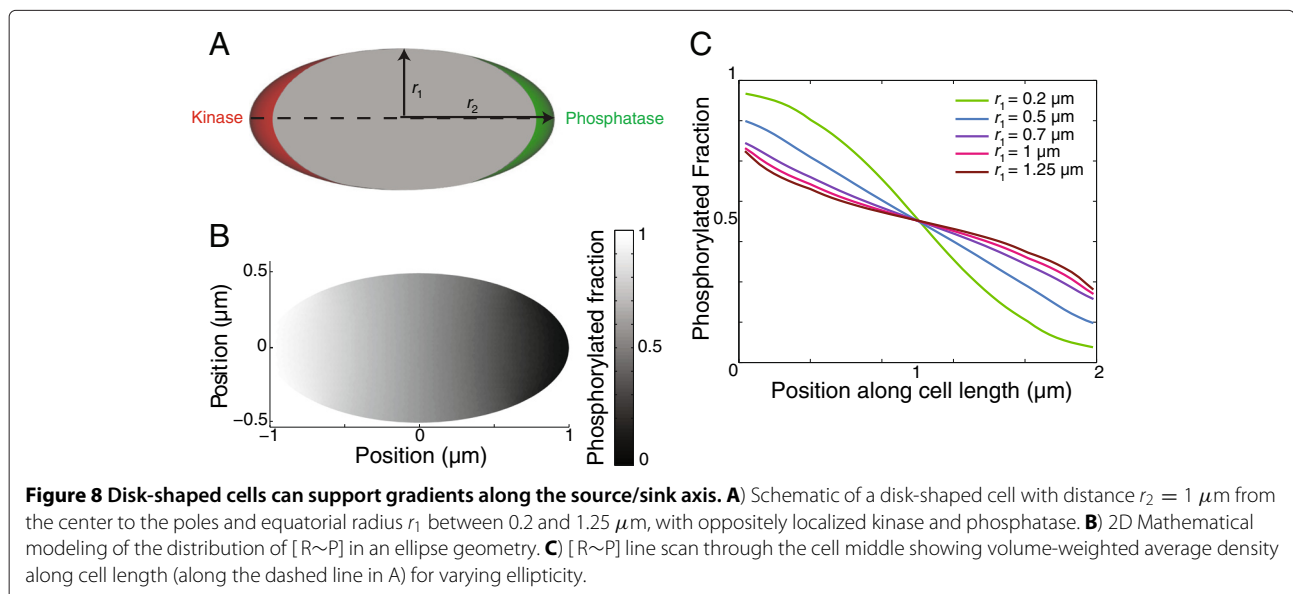 A
r1
r2
Kinase
Phosphatase
B
Position (μm)
0.5
0
−0.5
−1
0
1
Position (μm)
1
0.5
0
Phosphorylated fraction
C
Phosphorylated Fraction
1
0.5
0
1
2
Position along cell length (μm)
r1 = 0.2 μm
r1 = 0.5 μm
r1 = 0.7 μm
r1 = 1 μm
r1 = 1.25 μm
Figure 8 Disk-shaped cells can support gradients along the source/sink axis. A) Schematic of a disk-shaped cell with distance r2 = 1 μm from
the center to the poles and equatorial radius r1 between 0.2 and 1.25 μm, with oppositely localized kinase and phosphatase. B) 2D Mathematical
modeling of the distribution of [ R~P] in an ellipse geometry. C) [ R~P] line scan through the cell middle showing volume-weighted average density
along cell length (along the dashed line in A) for varying ellipticity.